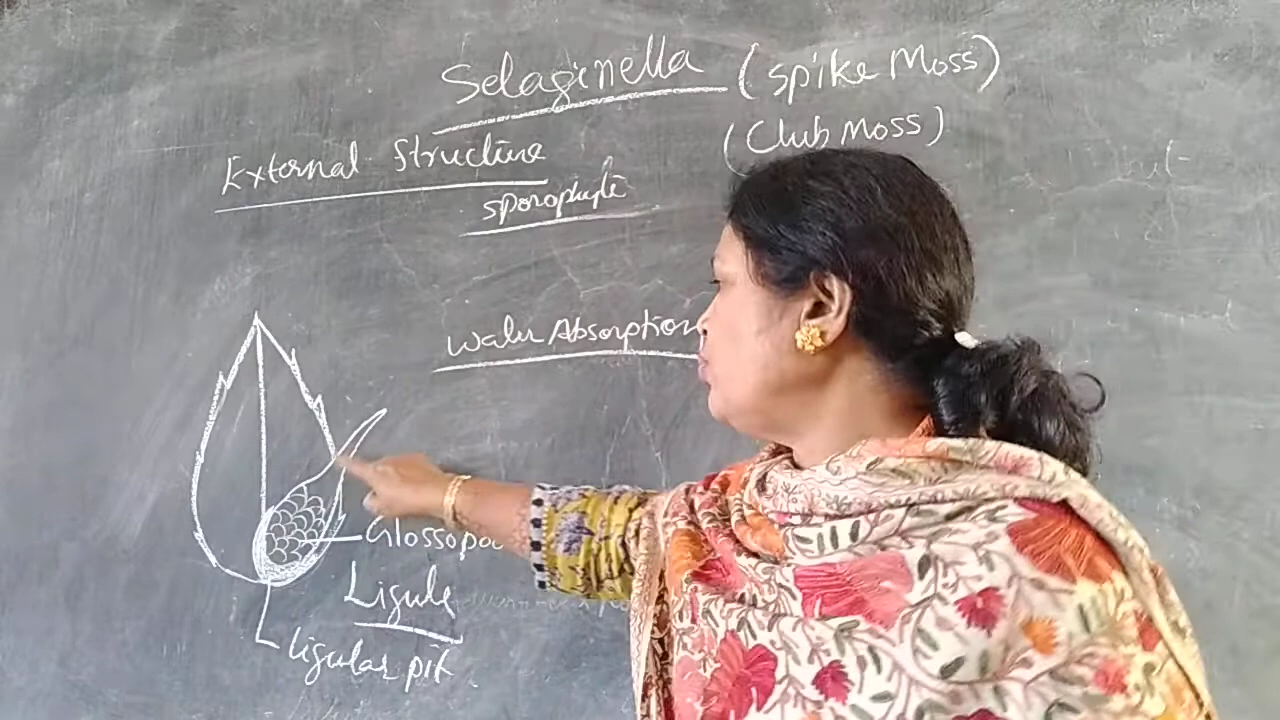 Selaginella (Spike Moss)
(Club Moss)
External Structure
Sporophyte
Water Absorption
Glossopo
Ligule
Ligular pit